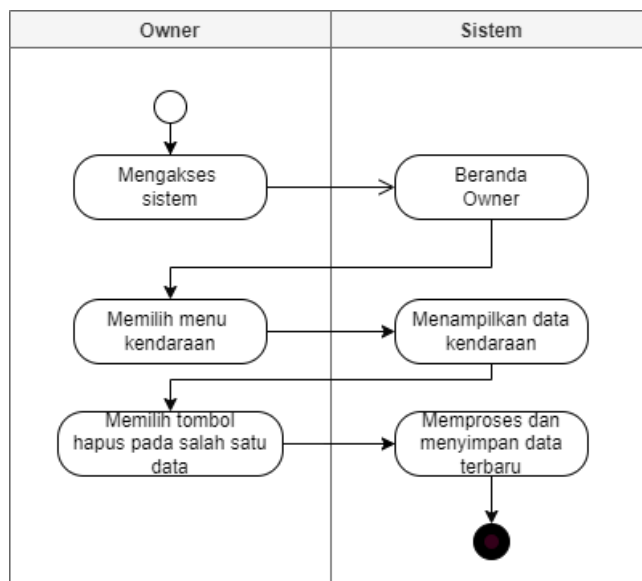 Owner
Sistem
Mengakses
sistem
Beranda
Owner
Memilih menu
kendaraan
Menampilkan data
kendaraan
Memilih tombol
hapus pada salah satu
data
Memproses dan
menyimpan data
terbaru